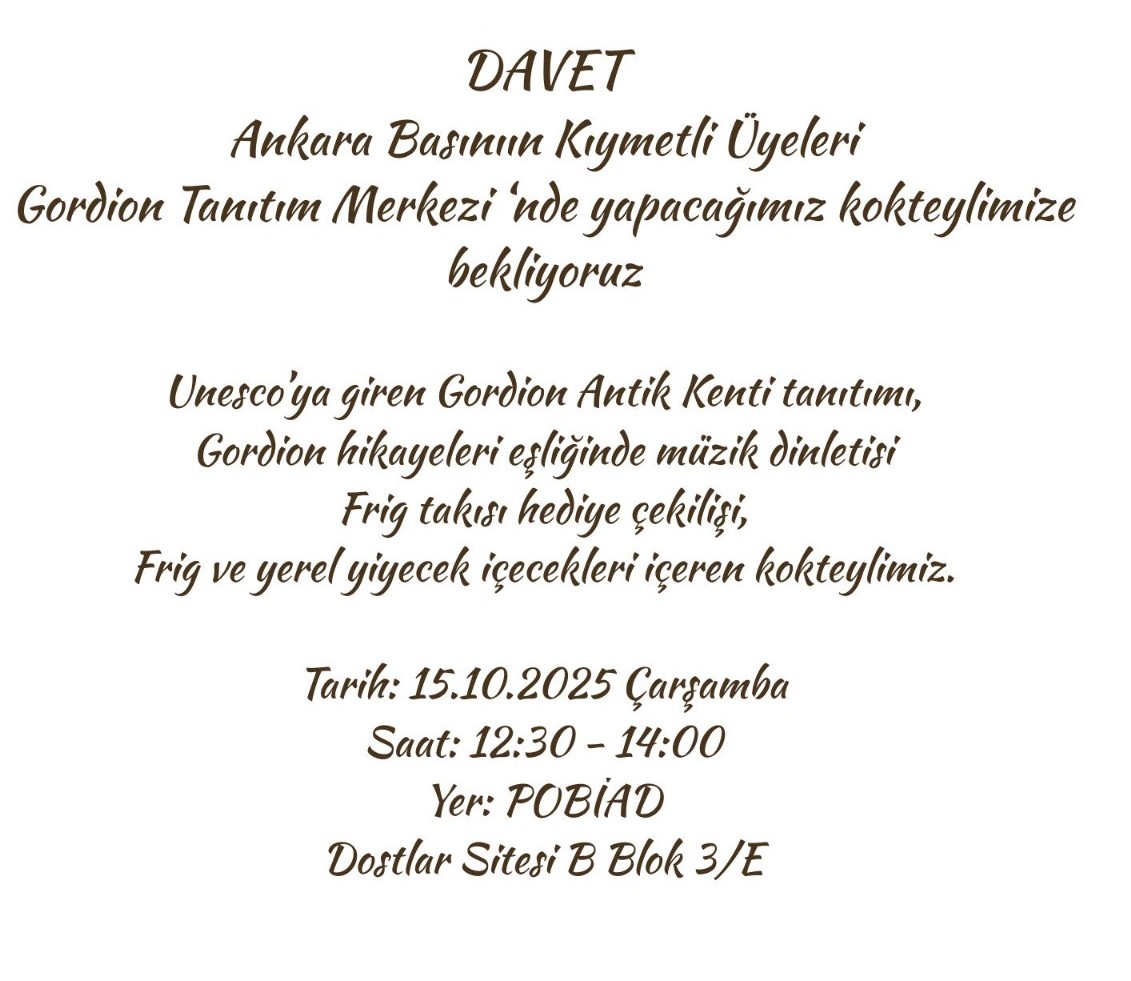 DAVET
Ankara Basınıın Kıymetli Üyeleri
Gordion Tanıtım Merkezi ‘nde yapacağımız kokteylimize
bekliyoruz
Unesco'ya giren Gordion Antik Kenti tanıtımı,
Gordion hikayeleri eşliğinde müzik dinletisi
Frig takısı hediye çekilişi,
Frig ve yerel yiyecek içecekleri içeren kokteylimiz.
Tarih: 15.10.2025 Çarşamba
Saat: 12:30 - 14:00
Yer: POBİAD
Dostlar Sitesi B Blok 3/E